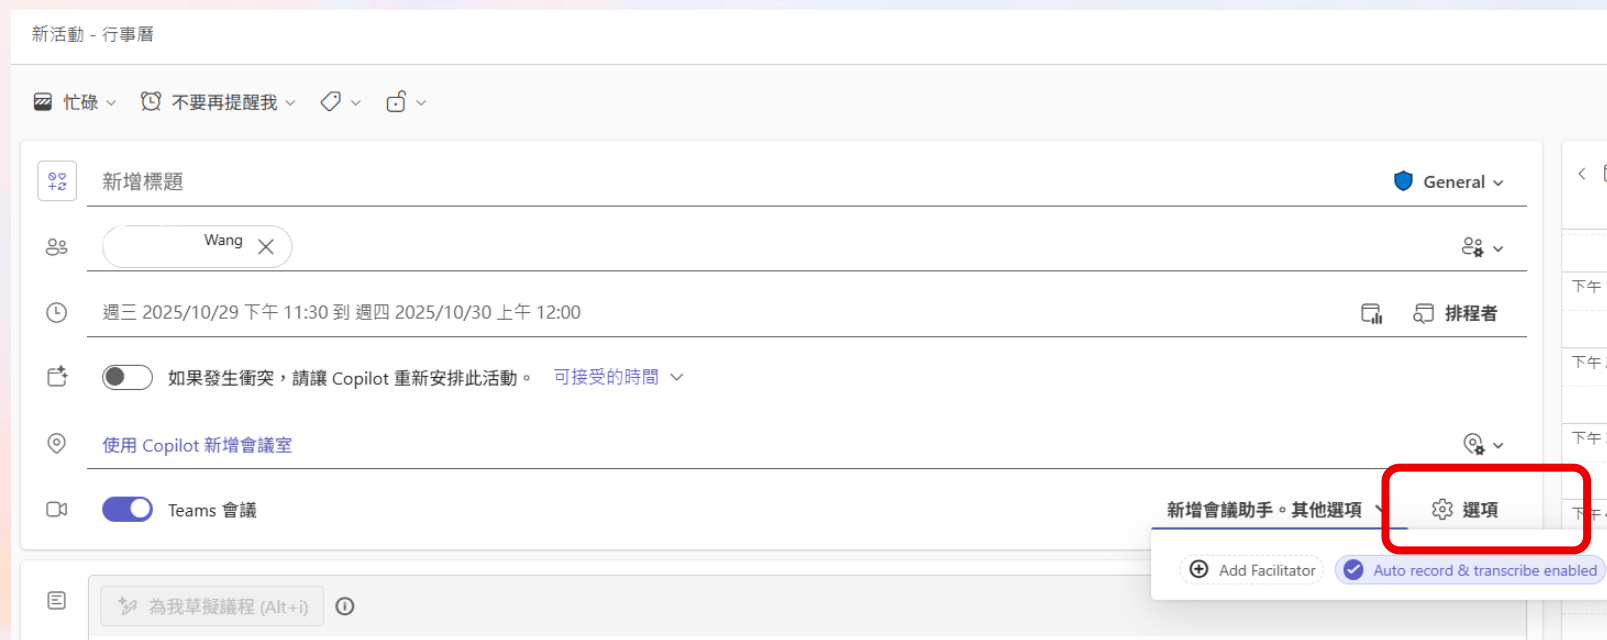 新活動 - 行事曆
忙碌 不要再提醒我
新增標題 General
Wang
週三 2025/10/29 下午 11:30 到 週四 2025/10/30 上午 12:00 排程者
下午
如果發生衝突，請讓 Copilot 重新安排此活動。 可接受的時間
下午
使用 Copilot 新增會議室
下午
Teams 會議 新增會議助手。其他選項 選項
下午
Add Facilitator Auto record & transcribe enabled
為我草擬議程 (Alt+i)